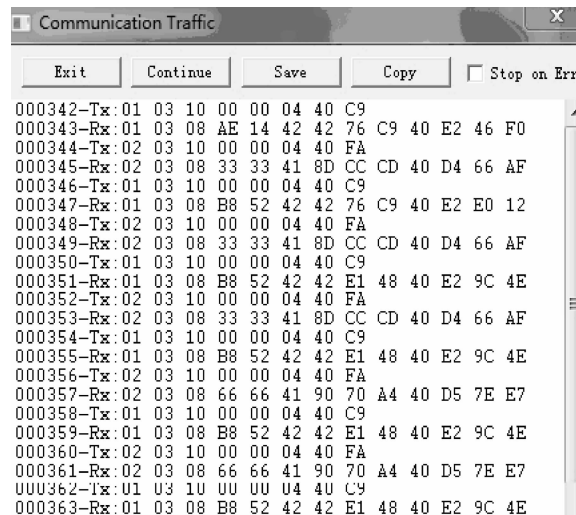 Communication Traffic
X
Exit Continue Save Copy Stop on Err
000342-Tx:01 03 10 00 00 04 40 C9
000343-Rx:01 03 08 AE 14 42 42 76 C9 40 E2 46 F0
000344-Tx:02 03 10 00 00 04 40 FA
000345-Rx:02 03 08 33 33 41 8D CC CD 40 D4 66 AF
000346-Tx:01 03 10 00 00 04 40 C9
000347-Rx:01 03 08 B8 52 42 42 76 C9 40 E2 E0 12
000348-Tx:02 03 10 00 00 04 40 FA
000349-Rx:02 03 08 33 33 41 8D CC CD 40 D4 66 AF
000350-Tx:01 03 10 00 00 04 40 C9
000351-Rx:01 03 08 B8 52 42 42 E1 48 40 E2 9C 4E
000352-Tx:02 03 10 00 00 04 40 FA
000353-Rx:02 03 08 33 33 41 8D CC CD 40 D4 66 AF
000354-Tx:01 03 10 00 00 04 40 C9
000355-Rx:01 03 08 B8 52 42 42 E1 48 40 E2 9C 4E
000356-Tx:02 03 10 00 00 04 40 FA
000357-Rx:02 03 08 66 66 41 90 70 A4 40 D5 7E E7
000358-Tx:01 03 10 00 00 04 40 C9
000359-Rx:01 03 08 B8 52 42 42 E1 48 40 E2 9C 4E
000360-Tx:02 03 10 00 00 04 40 FA
000361-Rx:02 03 08 66 66 41 90 70 A4 40 D5 7E E7
000362-Tx:01 03 10 00 00 04 40 C9
000363-Rx:01 03 08 B8 52 42 42 E1 48 40 E2 9C 4E